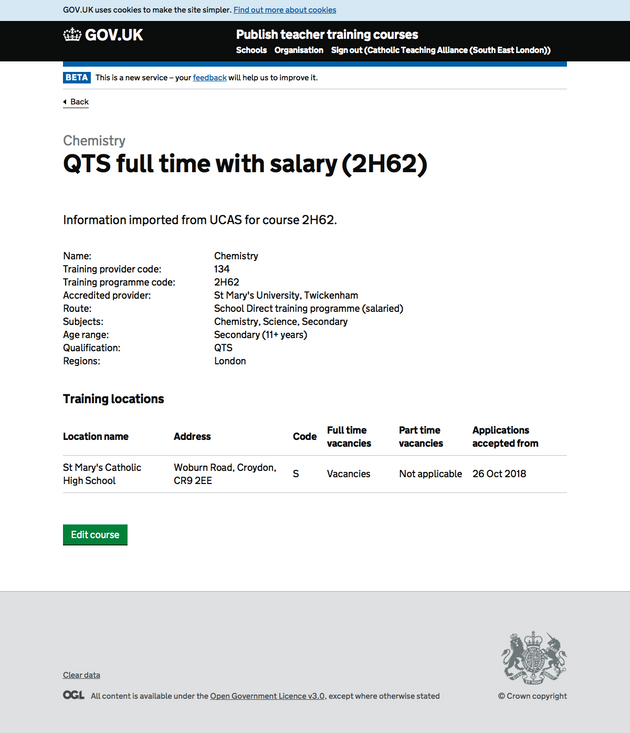 GOV.UK uses cookies to make the site simpler. Find out more about cookies
GOV.UK
Publish teacher training courses
Schools Organisation Sign out (Catholic Teaching Alliance (South East London))
BETA This is a new service – your feedback will help us to improve it.
Back
Chemistry
QTS full time with salary (2H62)
Information imported from UCAS for course 2H62.
Name: Chemistry
Training provider code: 134
Training programme code: 2H62
Accredited provider: St Mary's University, Twickenham
Route: School Direct training programme (salaried)
Subjects: Chemistry, Science, Secondary
Age range: Secondary (11+ years)
Qualification: QTS
Regions: London
Training locations
Location name Address Code Full time vacancies Part time vacancies Applications accepted from
St Mary's Catholic High School Woburn Road, Croydon, CR9 2EE S Vacancies Not applicable 26 Oct 2018
Edit course
Clear data
OGL All content is available under the Open Government Licence v3.0, except where otherwise stated
© Crown copyright